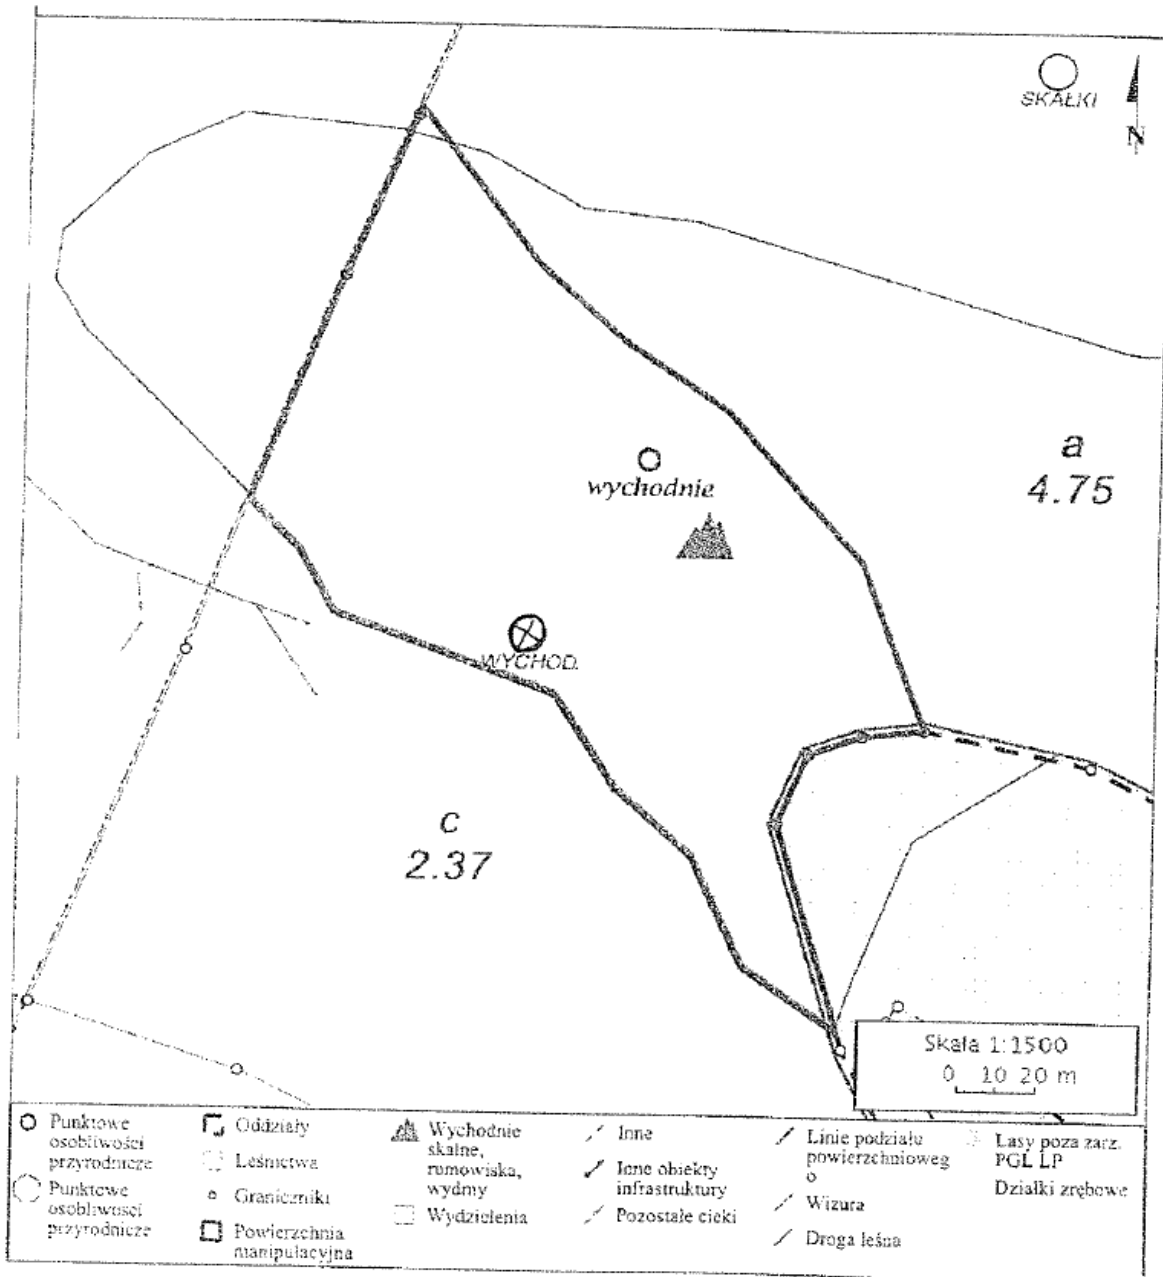 SKAŁKI
N
a
4.75
wychodnie
WYCHOD.
c
2.37
Skala 1:1500
0 10 20 m
Punktowe
osobliwości
przyrodnicze
Punktowe
osobliwości
przyrodnicze
Oddziały
Leśnictwa
Graniczniki
Powierzchnia
manipulacyjna
Wychodnie
skalne,
rumowiska,
wydmy
Wydzielenia
Inne
Inne obiekty
infrastruktury
Pozostałe cieki
Linie podziału
powierzchnioweg
o
Wizura
Droga leśna
Lasy poza zarz.
PGL LP
Działki zrębowe